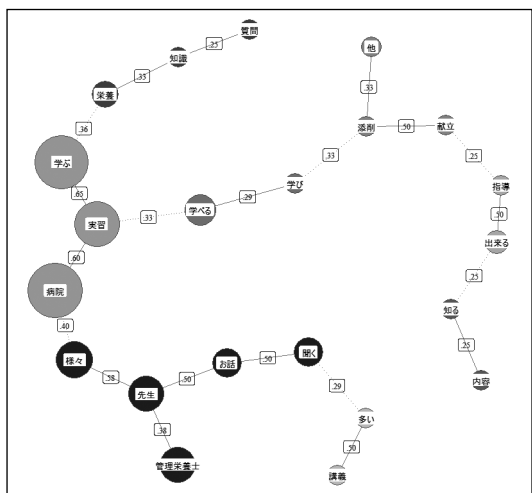 質問
.25
知識
.35
栄養
.36
学ぶ
.65
実習
.33
学べる
.29
学び
.33
添削
.33
他
.50
献立
.25
指導
.50
出来る
.25
知る
.25
内容
.60
病院
.40
様々
.58
先生
.50
お話
.50
聞く
.29
多い
.50
講義
.38
管理栄養士